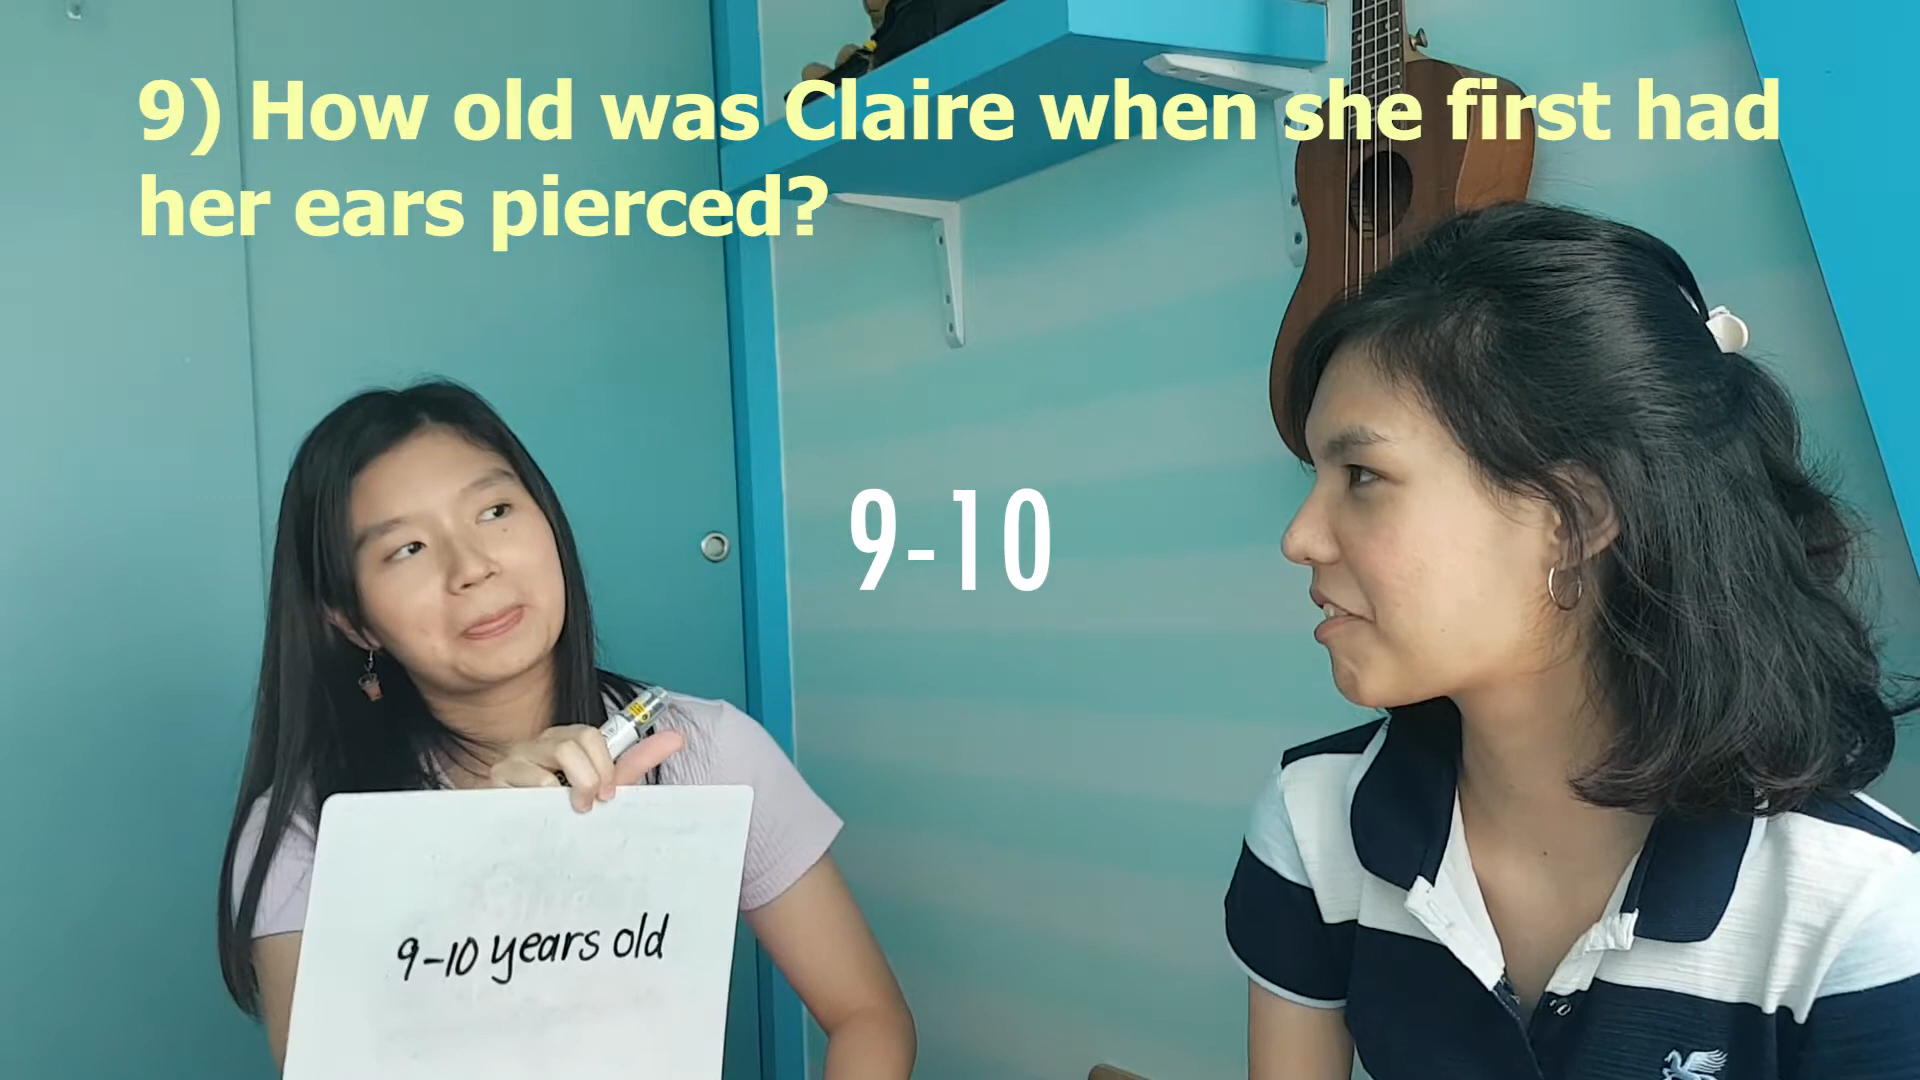 9) How old was Claire when she first had
her ears pierced?
9-10
9-10 years old